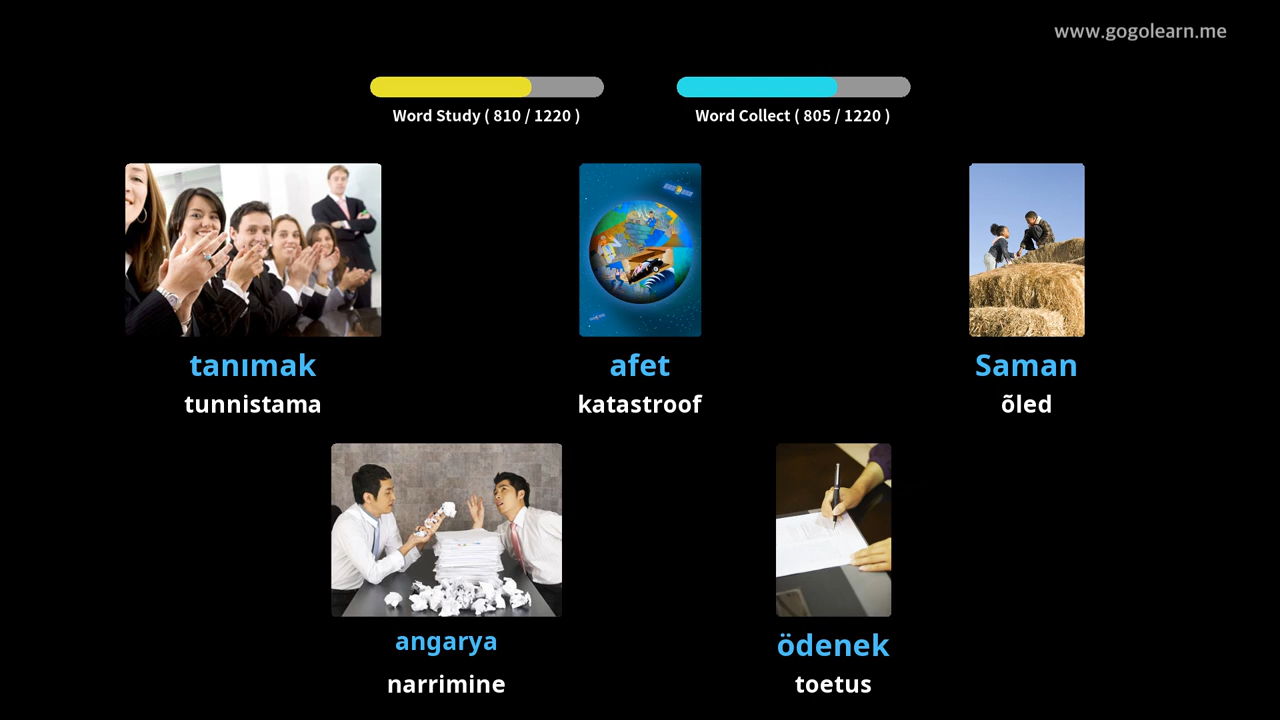 www.gogolearn.me
Word Study ( 810 / 1220 )
Word Collect ( 805 / 1220 )
tanımak
tunnistama
afet
katastroof
Saman
õled
angarya
narrimine
ödenek
toetus